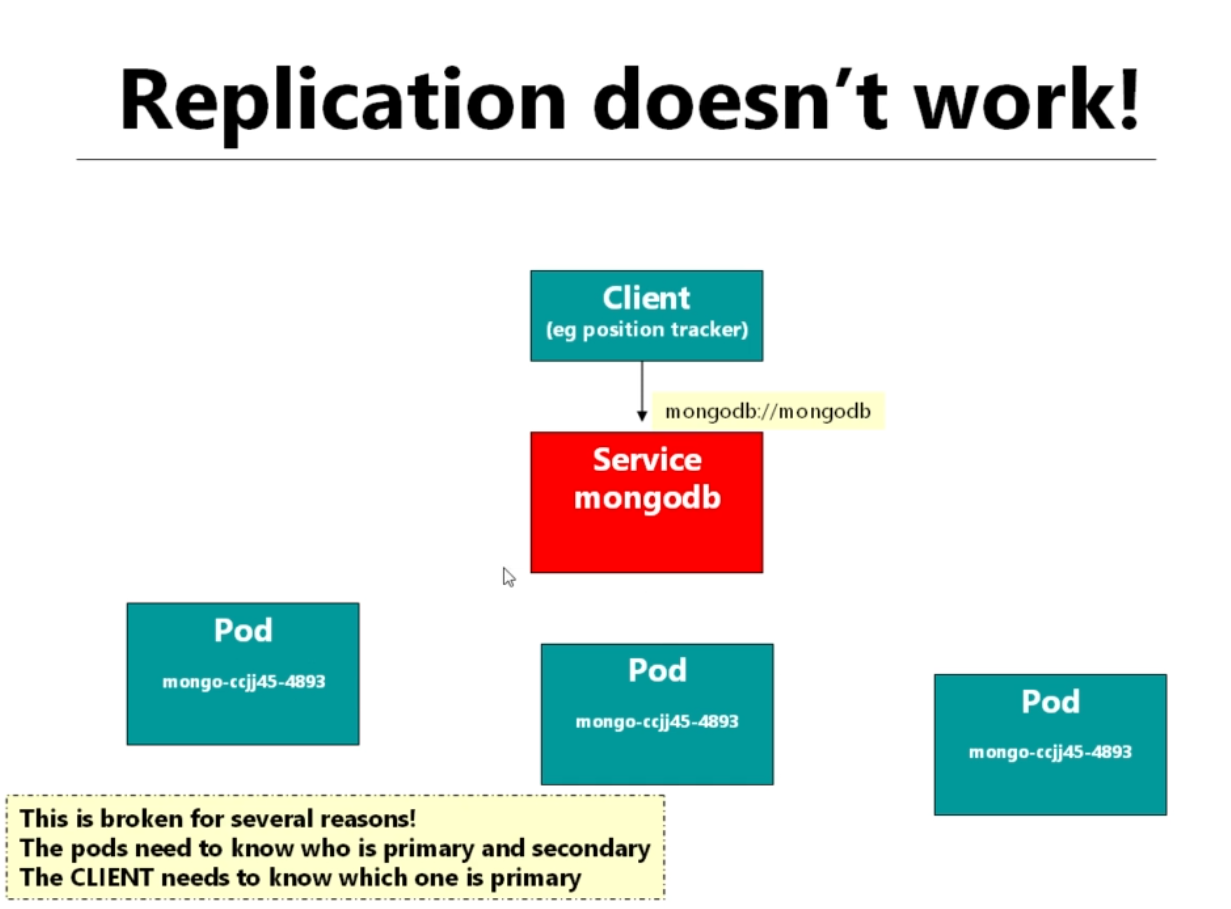 Replication doesn’t work!
Client
(eg position tracker)
mongodb://mongodb
Service
mongodb
Pod
mongo-ccjj45-4893
Pod
mongo-ccjj45-4893
Pod
mongo-ccjj45-4893
This is broken for several reasons!
The pods need to know who is primary and secondary
The CLIENT needs to know which one is primary